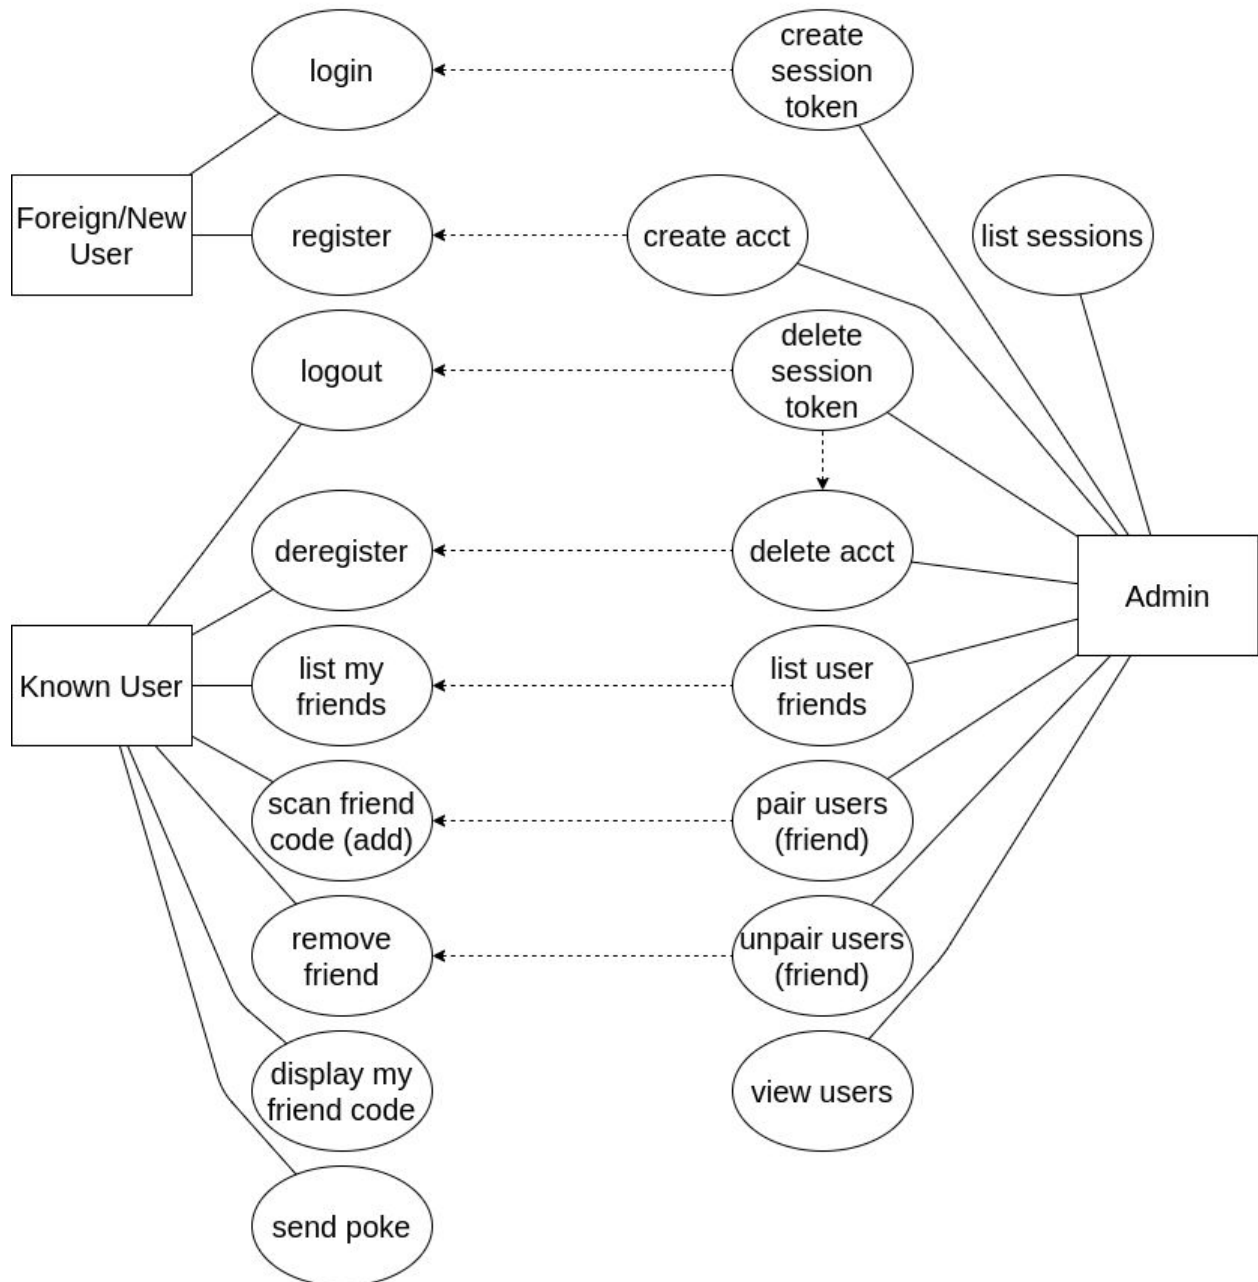 login
create
session
token
Foreign/New
User
register
create acct
list sessions
logout
delete
session
token
deregister
delete acct
Admin
Known User
list my
friends
list user
friends
scan friend
code (add)
pair users
(friend)
remove
friend
unpair users
(friend)
display my
friend code
view users
send poke